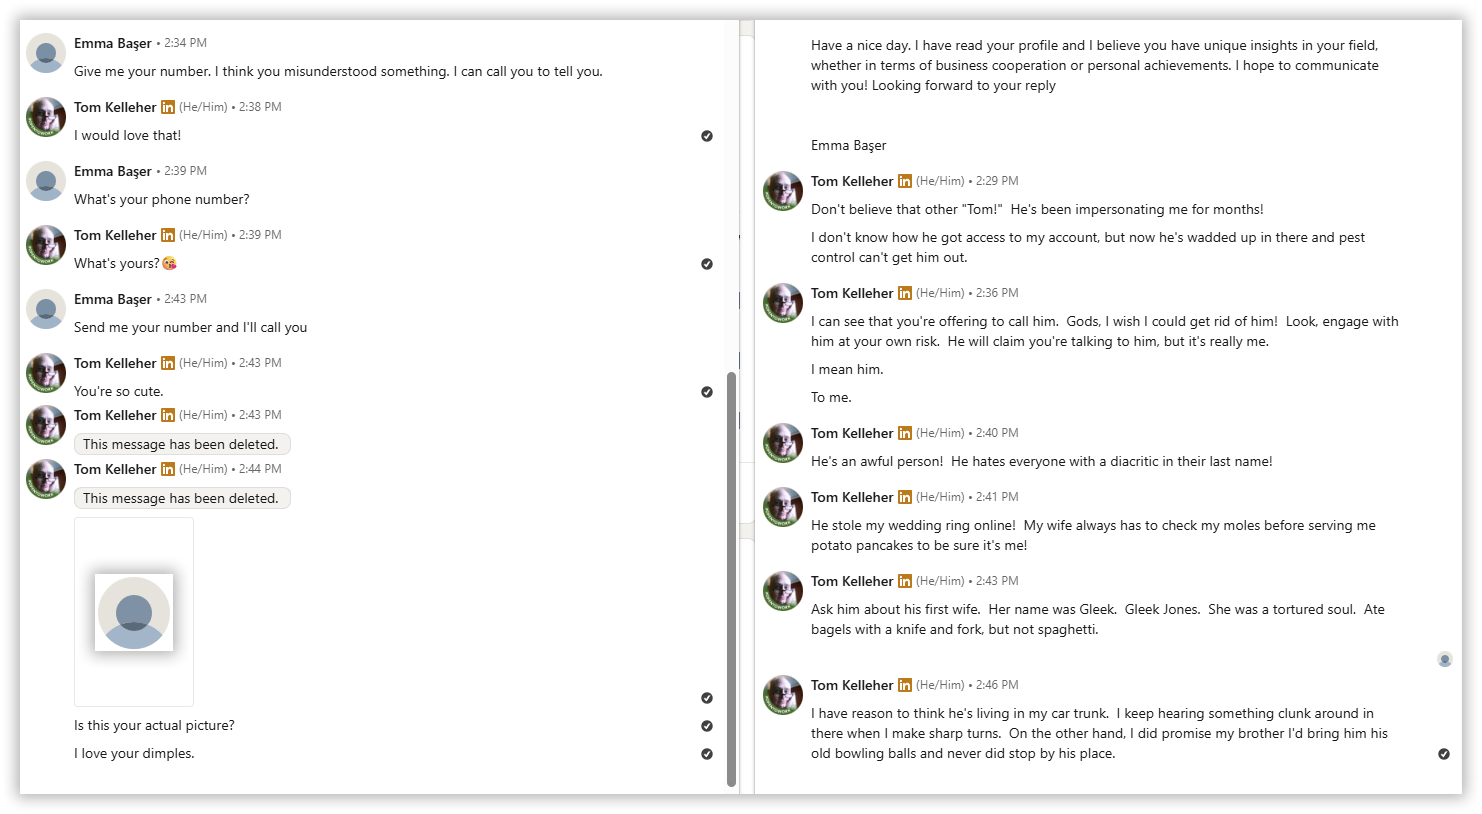 Emma Başer • 2:34 PM
Give me your number. I think you misunderstood something. I can call you to tell you.
Tom Kelleher in (He/Him) • 2:38 PM
I would love that!
Emma Başer • 2:39 PM
What's your phone number?
Tom Kelleher in (He/Him) • 2:39 PM
What's yours?😘
Emma Başer • 2:43 PM
Send me your number and I'll call you
Tom Kelleher in (He/Him) • 2:43 PM
You're so cute.
Tom Kelleher in (He/Him) • 2:43 PM
This message has been deleted.
Tom Kelleher in (He/Him) • 2:44 PM
This message has been deleted.
Is this your actual picture?
I love your dimples.
Have a nice day. I have read your profile and I believe you have unique insights in your field,
whether in terms of business cooperation or personal achievements. I hope to communicate
with you! Looking forward to your reply
Emma Başer
Tom Kelleher in (He/Him) • 2:29 PM
Don't believe that other "Tom!"  He's been impersonating me for months!
I don't know how he got access to my account, but now he's wadded up in there and pest
control can't get him out.
Tom Kelleher in (He/Him) • 2:36 PM
I can see that you're offering to call him.  Gods, I wish I could get rid of him!  Look, engage with
him at your own risk.  He will claim you're talking to him, but it's really me.
I mean him.
To me.
Tom Kelleher in (He/Him) • 2:40 PM
He's an awful person!  He hates everyone with a diacritic in their last name!
Tom Kelleher in (He/Him) • 2:41 PM
He stole my wedding ring online!  My wife always has to check my moles before serving me
potato pancakes to be sure it's me!
Tom Kelleher in (He/Him) • 2:43 PM
Ask him about his first wife.  Her name was Gleek.  Gleek Jones.  She was a tortured soul.  Ate
bagels with a knife and fork, but not spaghetti.
Tom Kelleher in (He/Him) • 2:46 PM
I have reason to think he's living in my car trunk.  I keep hearing something clunk around in
there when I make sharp turns.  On the other hand, I did promise my brother I'd bring him his
old bowling balls and never did stop by his place.